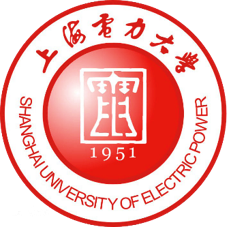 上海电力大学
1951
SHANGHAI UNIVERSITY OF ELECTRIC POWER